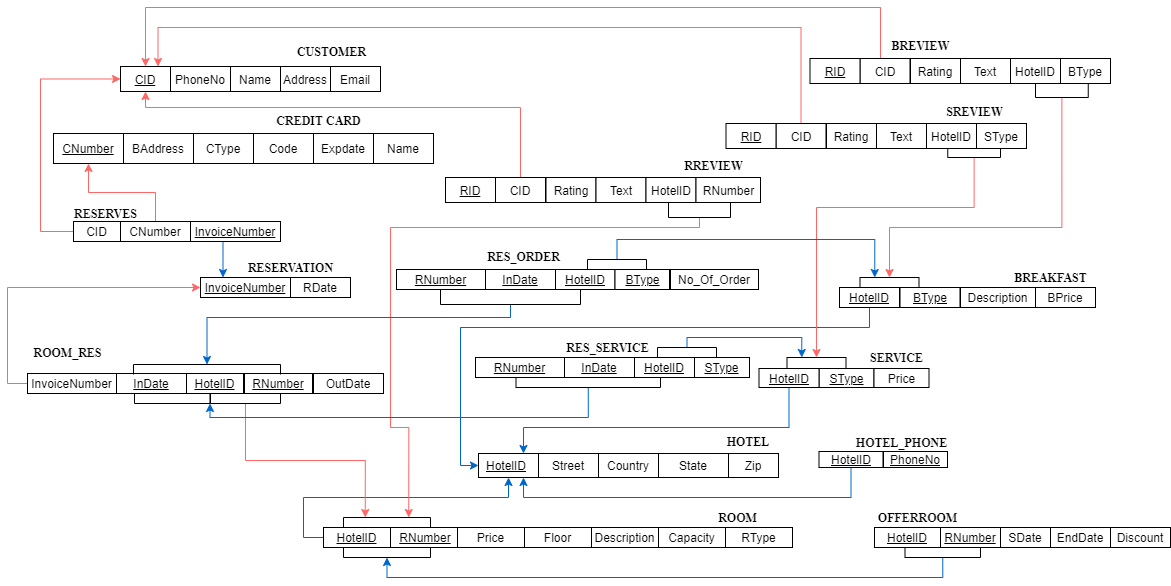 CUSTOMER
CID PhoneNo Name Address Email
BREVIEW
RID CID Rating Text HotelID BType
CREDIT CARD
CNumber BAddress CType Code Expdate Name
SREVIEW
RID CID Rating Text HotelID SType
RREVIEW
RID CID Rating Text HotelID RNumber
RESERVES
CID CNumber InvoiceNumber
RESERVATION
InvoiceNumber RDate
RES_ORDER
RNumber InDate HotelID BType No_Of_Order
BREAKFAST
HotelID BType Description BPrice
ROOM_RES
InvoiceNumber InDate HotelID RNumber OutDate
RES_SERVICE
RNumber InDate HotelID SType
SERVICE
HotelID SType Price
HOTEL
HotelID Street Country State Zip
HOTEL_PHONE
HotelID PhoneNo
ROOM
HotelID RNumber Price Floor Description Capacity RType
OFFERROOM
HotelID RNumber SDate EndDate Discount